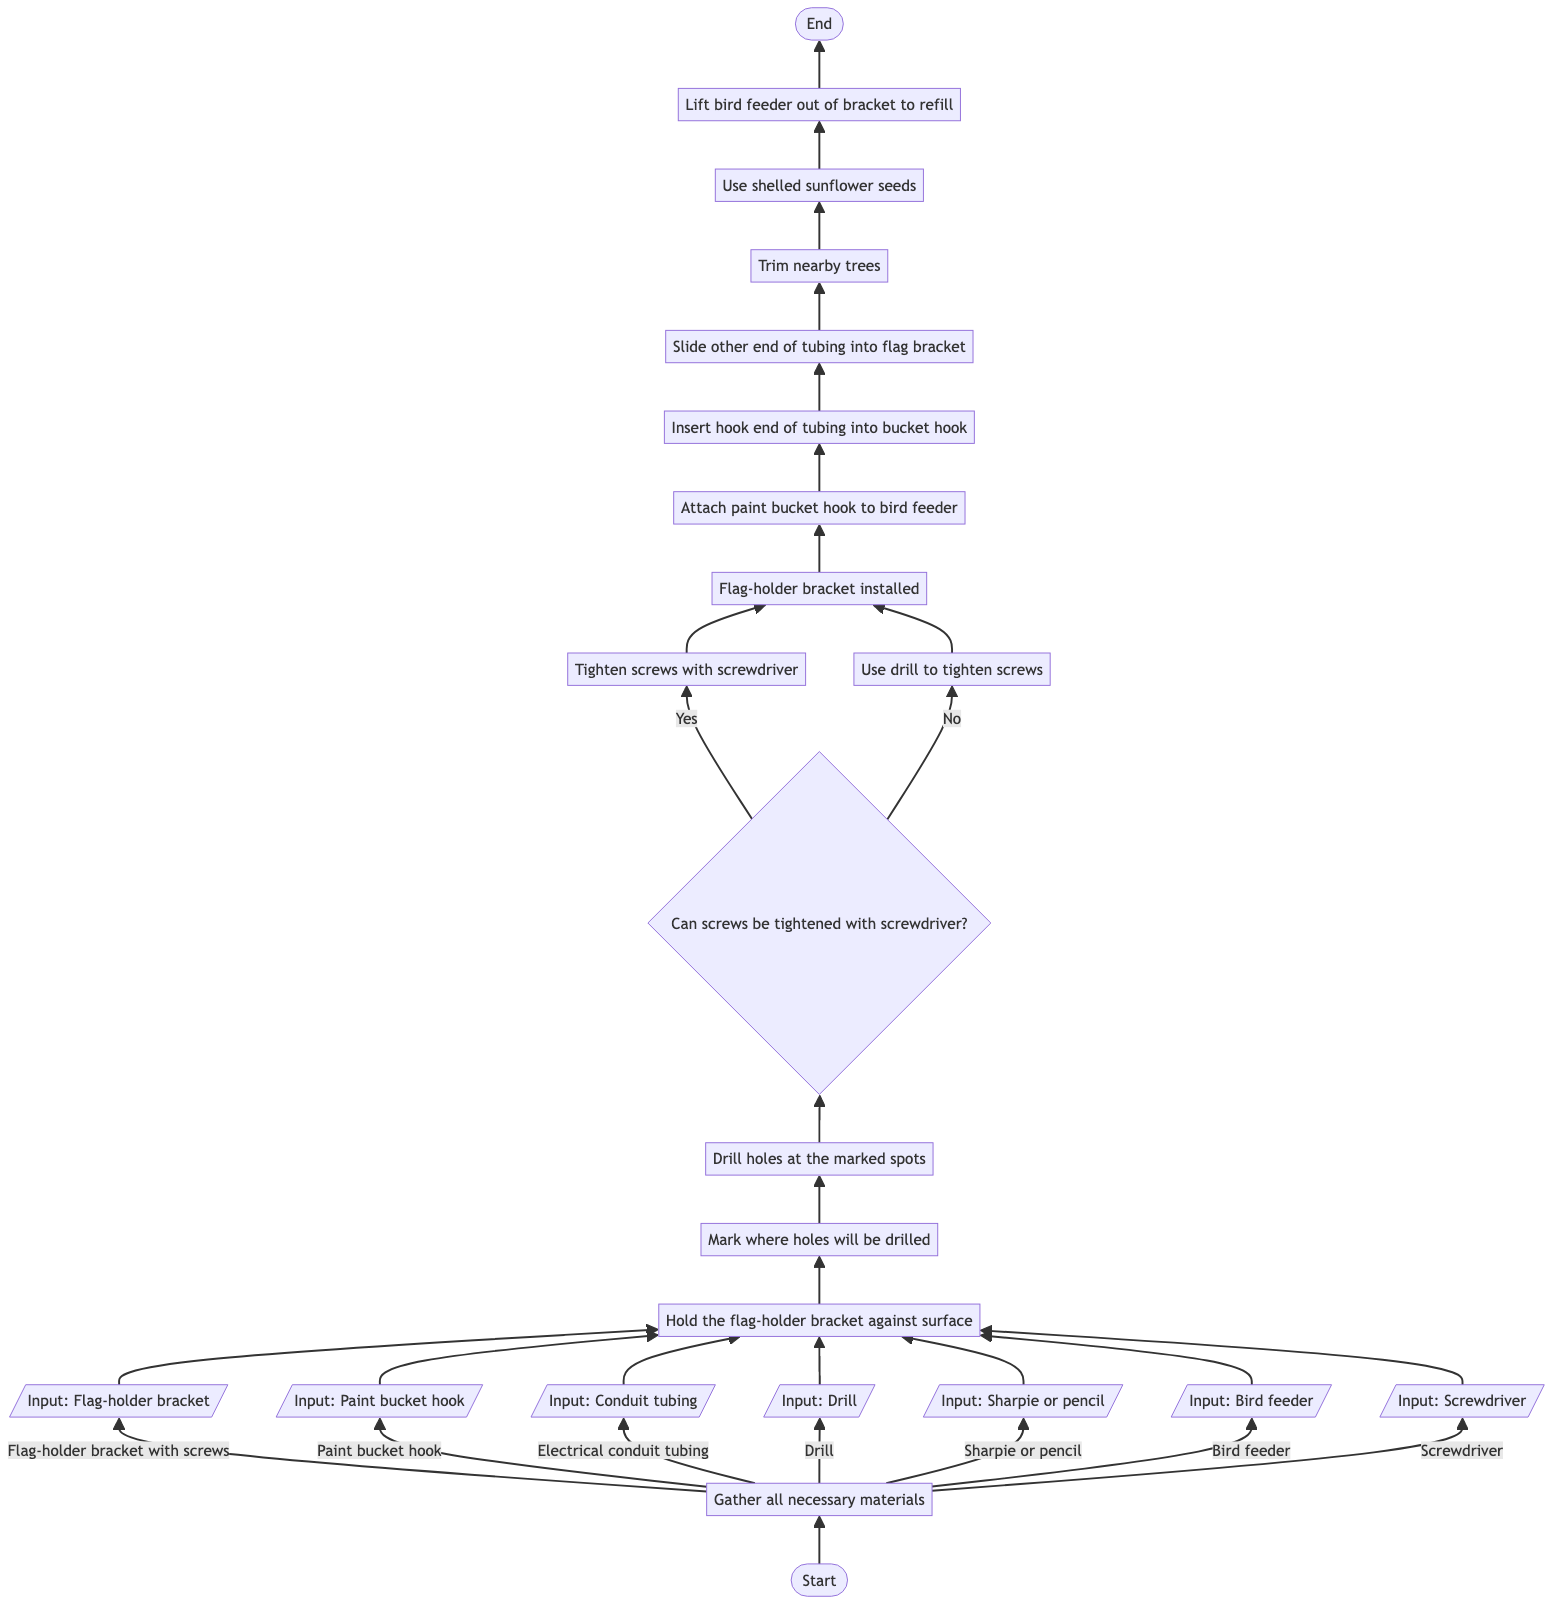 End
Lift bird feeder out of bracket to refill
Use shelled sunflower seeds
Trim nearby trees
Slide other end of tubing into flag bracket
Insert hook end of tubing into bucket hook
Attach paint bucket hook to bird feeder
Flag-holder bracket installed
Tighten screws with screwdriver
Use drill to tighten screws
Yes
No
Can screws be tightened with screwdriver?
Drill holes at the marked spots
Mark where holes will be drilled
Hold the flag-holder bracket against surface
Input: Flag-holder bracket
Input: Paint bucket hook
Input: Conduit tubing
Input: Drill
Input: Sharpie or pencil
Input: Bird feeder
Input: Screwdriver
Flag-holder bracket with screws
Paint bucket hook
Electrical conduit tubing
Drill
Sharpie or pencil
Bird feeder
Screwdriver
Gather all necessary materials
Start